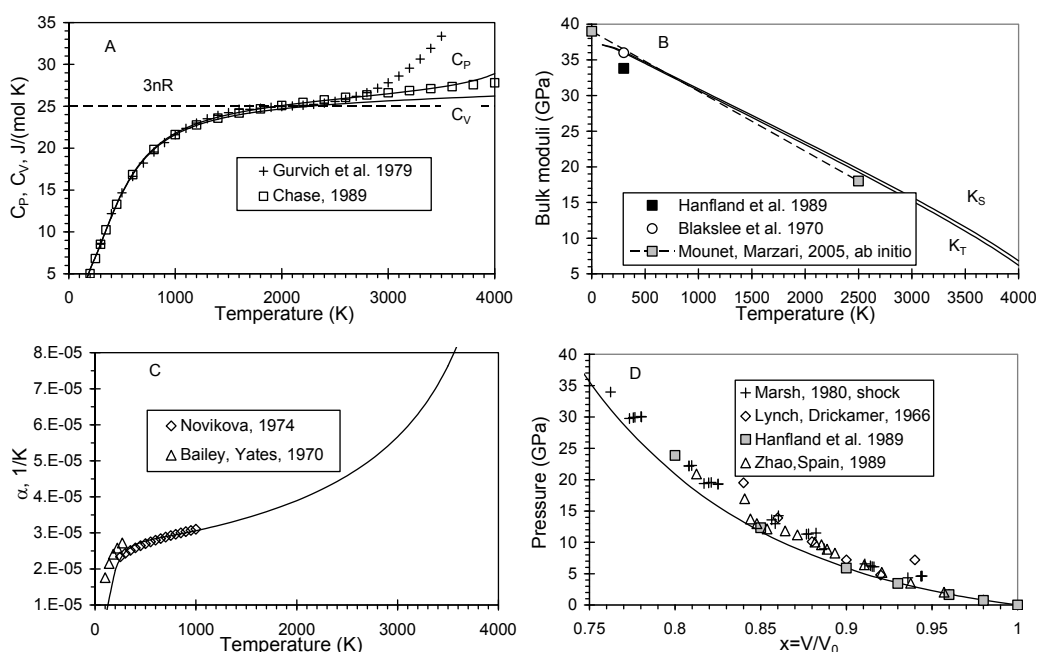 A
40
35
30
25
20
15
10
5
C_P, C_V, J/(mol K)
3nR
C_P
C_V
+ Gurvich et al. 1979
□ Chase, 1989
0 1000 2000 3000 4000
Temperature (K)
B
40
35
30
25
20
15
10
5
Bulk moduli (GPa)
■ Hanfland et al. 1989
○ Blakslee et al. 1970
Mounet, Marzari, 2005, ab initio
K_S
K_T
0 500 1000 1500 2000 2500 3000 3500 4000
Temperature (K)
C
8.E-05
7.E-05
6.E-05
5.E-05
4.E-05
3.E-05
2.E-05
1.E-05
α, 1/K
◇ Novikova, 1974
△ Bailey, Yates, 1970
0 1000 2000 3000 4000
Temperature (K)
D
40
35
30
25
20
15
10
5
0
Pressure (GPa)
+ Marsh, 1980, shock
◇ Lynch, Drickamer, 1966
Hanfland et al. 1989
△ Zhao,Spain, 1989
0.75 0.8 0.85 0.9 0.95 1
x=V/V₀